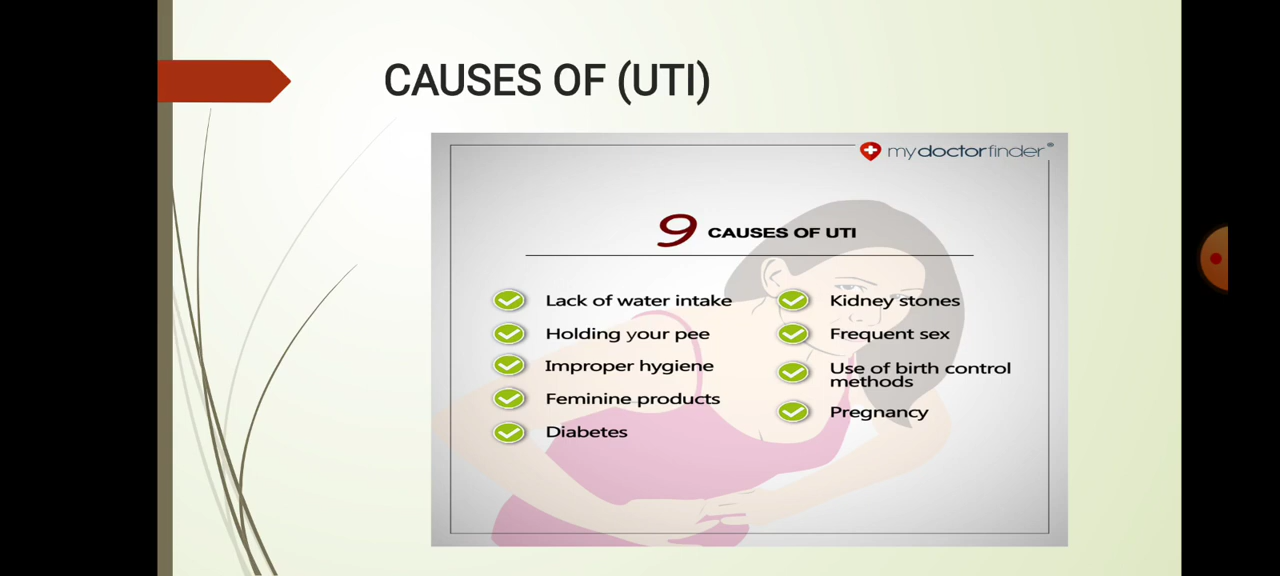 CAUSES OF (UTI)
mydoctorfinder®
9 CAUSES OF UTI
Lack of water intake
Holding your pee
Improper hygiene
Feminine products
Diabetes
Kidney stones
Frequent sex
Use of birth control
methods
Pregnancy